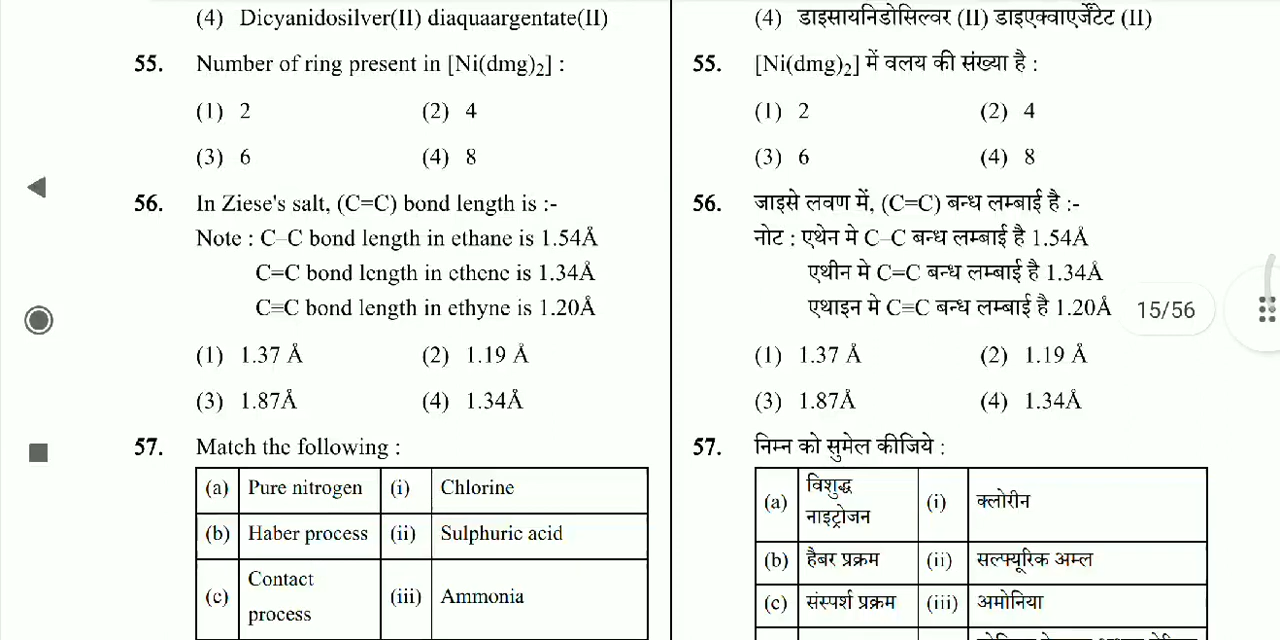 (4) Dicyanidosilver(II) diaquaargentate(II)
55. Number of ring present in [Ni(dmg)₂] :
(1) 2 (2) 4
(3) 6 (4) 8
56. In Ziese's salt, (C=C) bond length is :-
Note : C–C bond length in ethane is 1.54Å
C=C bond length in ethene is 1.34Å
C≡C bond length in ethyne is 1.20Å
(1) 1.37 Å (2) 1.19 Å
(3) 1.87Å (4) 1.34Å
57. Match the following :
(a) Pure nitrogen (i) Chlorine
(b) Haber process (ii) Sulphuric acid
(c) Contact process (iii) Ammonia
(4) डाइसायनिडोसिल्वर (II) डाइएक्वाएर्जेंटेट (II)
55. [Ni(dmg)₂] में वलय की संख्या है :
(1) 2 (2) 4
(3) 6 (4) 8
56. जाइसे लवण में, (C=C) बन्ध लम्बाई है :-
नोट : एथेन मे C–C बन्ध लम्बाई है 1.54Å
एथीन मे C=C बन्ध लम्बाई है 1.34Å
एथाइन मे C≡C बन्ध लम्बाई है 1.20Å
15/56
(1) 1.37 Å (2) 1.19 Å
(3) 1.87Å (4) 1.34Å
57. निम्न को सुमेल कीजिये :
(a) विशुद्ध नाइट्रोजन (i) क्लोरीन
(b) हैबर प्रक्रम (ii) सल्फ्यूरिक अम्ल
(c) संस्पर्श प्रक्रम (iii) अमोनिया